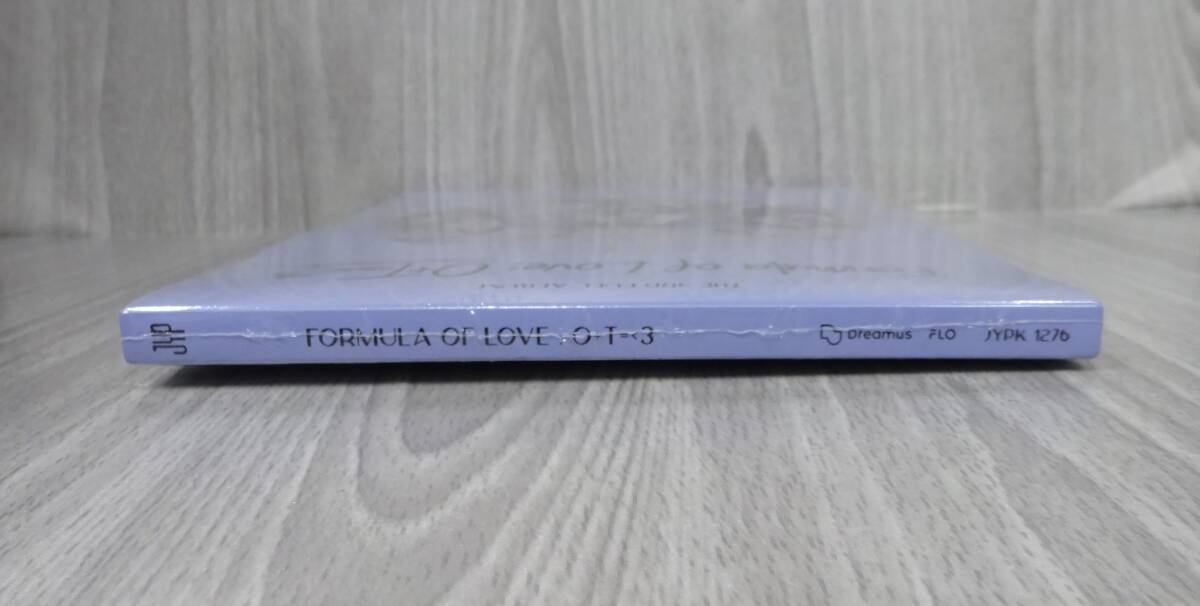 Formula of Love: O+T=<3
THE 3RD FULL ALBUM
JYP FORMULA OF LOVE : O+T=<3 Dreamus FLO JYPK 1276